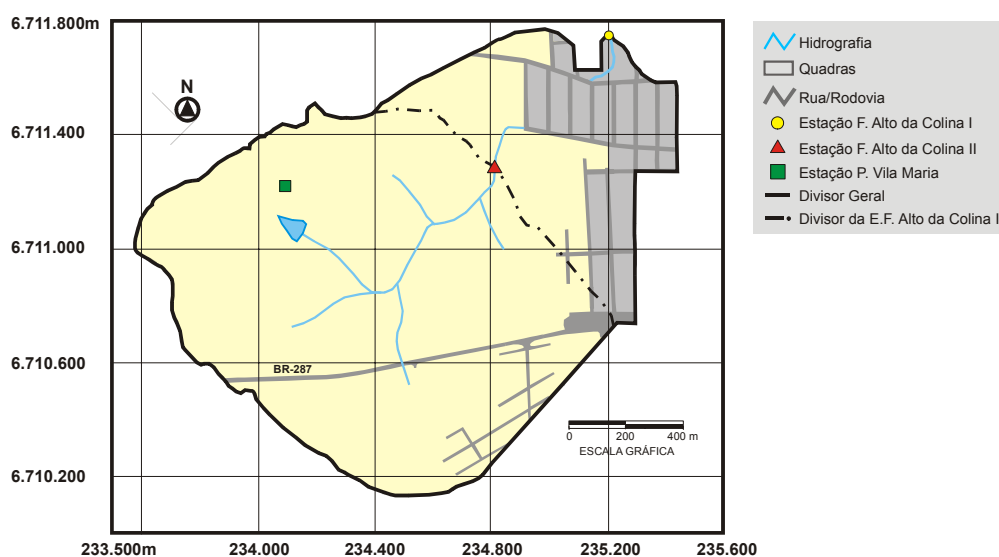 6.711.800m
6.711.400
6.711.000
6.710.600
6.710.200
N
BR-287
0 200 400 m
ESCALA GRÁFICA
233.500m 234.000 234.400 234.800 235.200 235.600
Hidrografia
Quadras
Rua/Rodovia
Estação F. Alto da Colina I
Estação F. Alto da Colina II
Estação P. Vila Maria
Divisor Geral
Divisor da E.F. Alto da Colina I